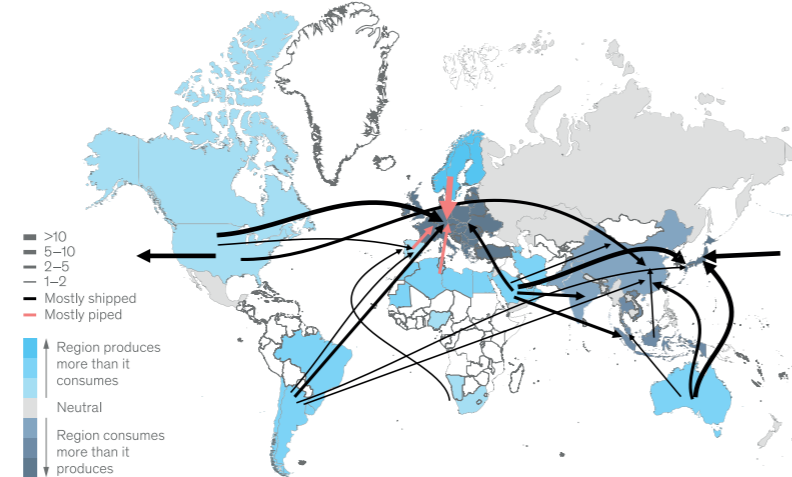 >10
5–10
2–5
1–2
Mostly shipped
Mostly piped
Region produces
more than it
consumes
Neutral
Region consumes
more than it
produces